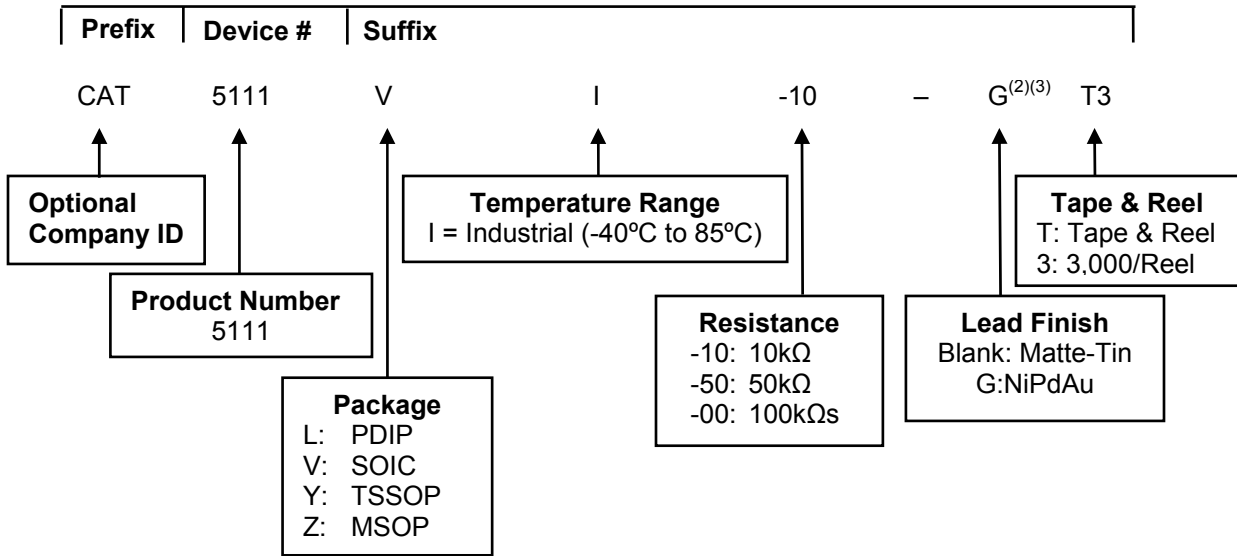 Prefix Device # Suffix
CAT 5111 V I -10 – G(2)(3) T3
Optional
Company ID
Product Number
5111
Package
L: PDIP
V: SOIC
Y: TSSOP
Z: MSOP
Temperature Range
I = Industrial (-40ºC to 85ºC)
Resistance
-10: 10kΩ
-50: 50kΩ
-00: 100kΩs
Lead Finish
Blank: Matte-Tin
G:NiPdAu
Tape & Reel
T: Tape & Reel
3: 3,000/Reel